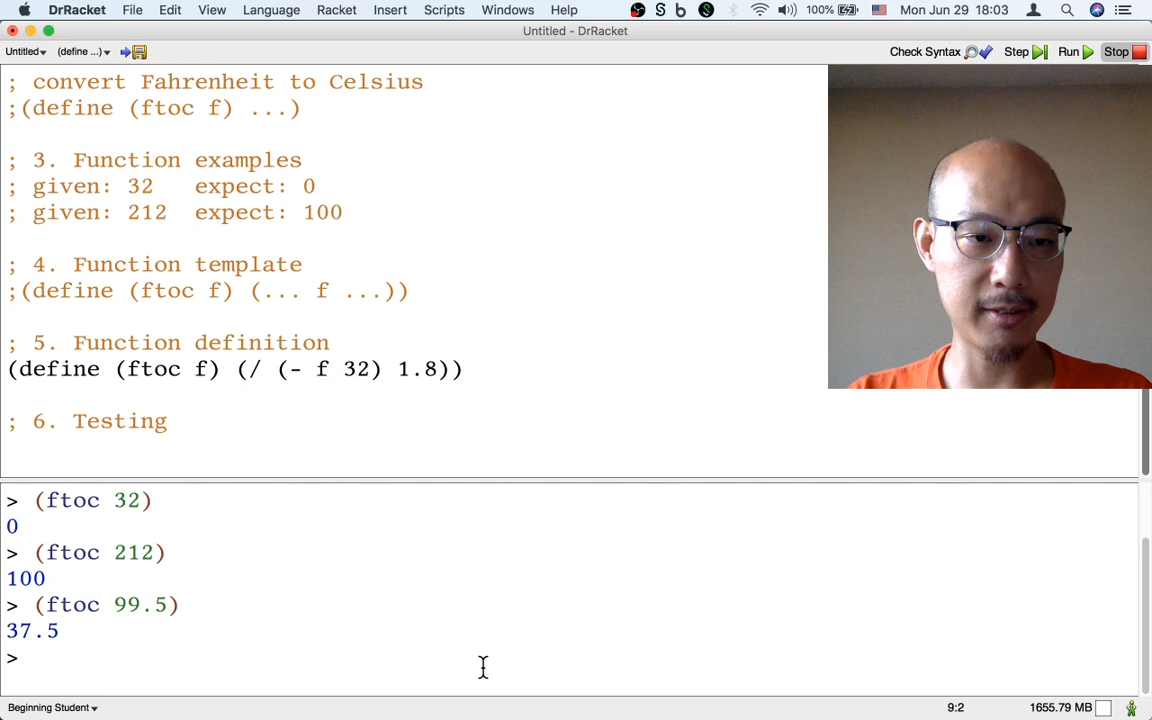 DrRacket File Edit View Language Racket Insert Scripts Windows Help 100% Mon Jun 29 18:03
Untitled - DrRacket
Untitled (define ...) Check Syntax Step Run Stop
; convert Fahrenheit to Celsius
;(define (ftoc f) ...)
; 3. Function examples
; given: 32 expect: 0
; given: 212 expect: 100
; 4. Function template
;(define (ftoc f) (... f ...))
; 5. Function definition
(define (ftoc f) (/ (- f 32) 1.8))
; 6. Testing
> (ftoc 32)
0
> (ftoc 212)
100
> (ftoc 99.5)
37.5
>
Beginning Student 9:2 1655.79 MB